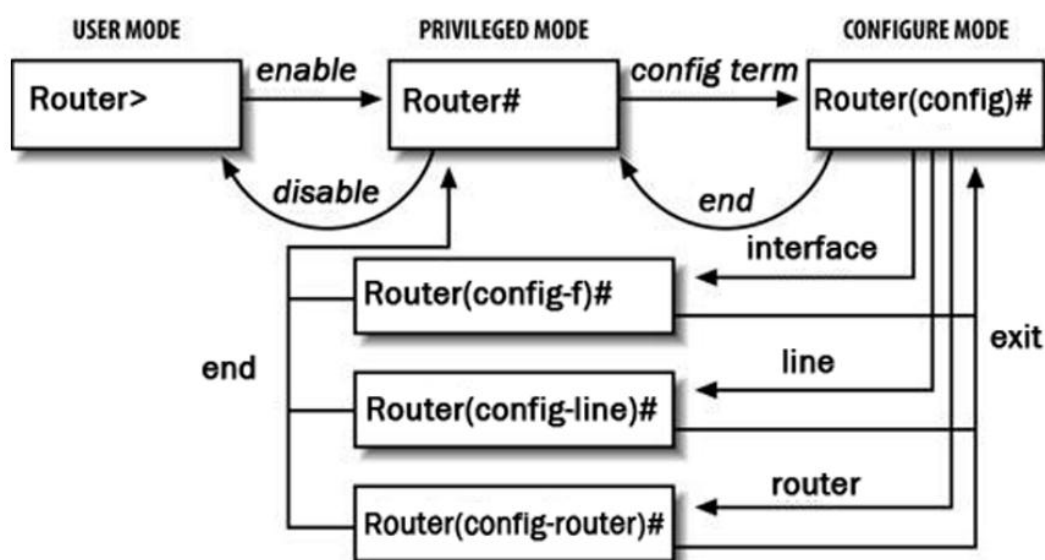 USER MODE
PRIVILEGED MODE
CONFIGURE MODE
Router>
enable
Router#
config term
Router(config)#
disable
end
interface
Router(config-f)#
end
exit
line
Router(config-line)#
router
Router(config-router)#